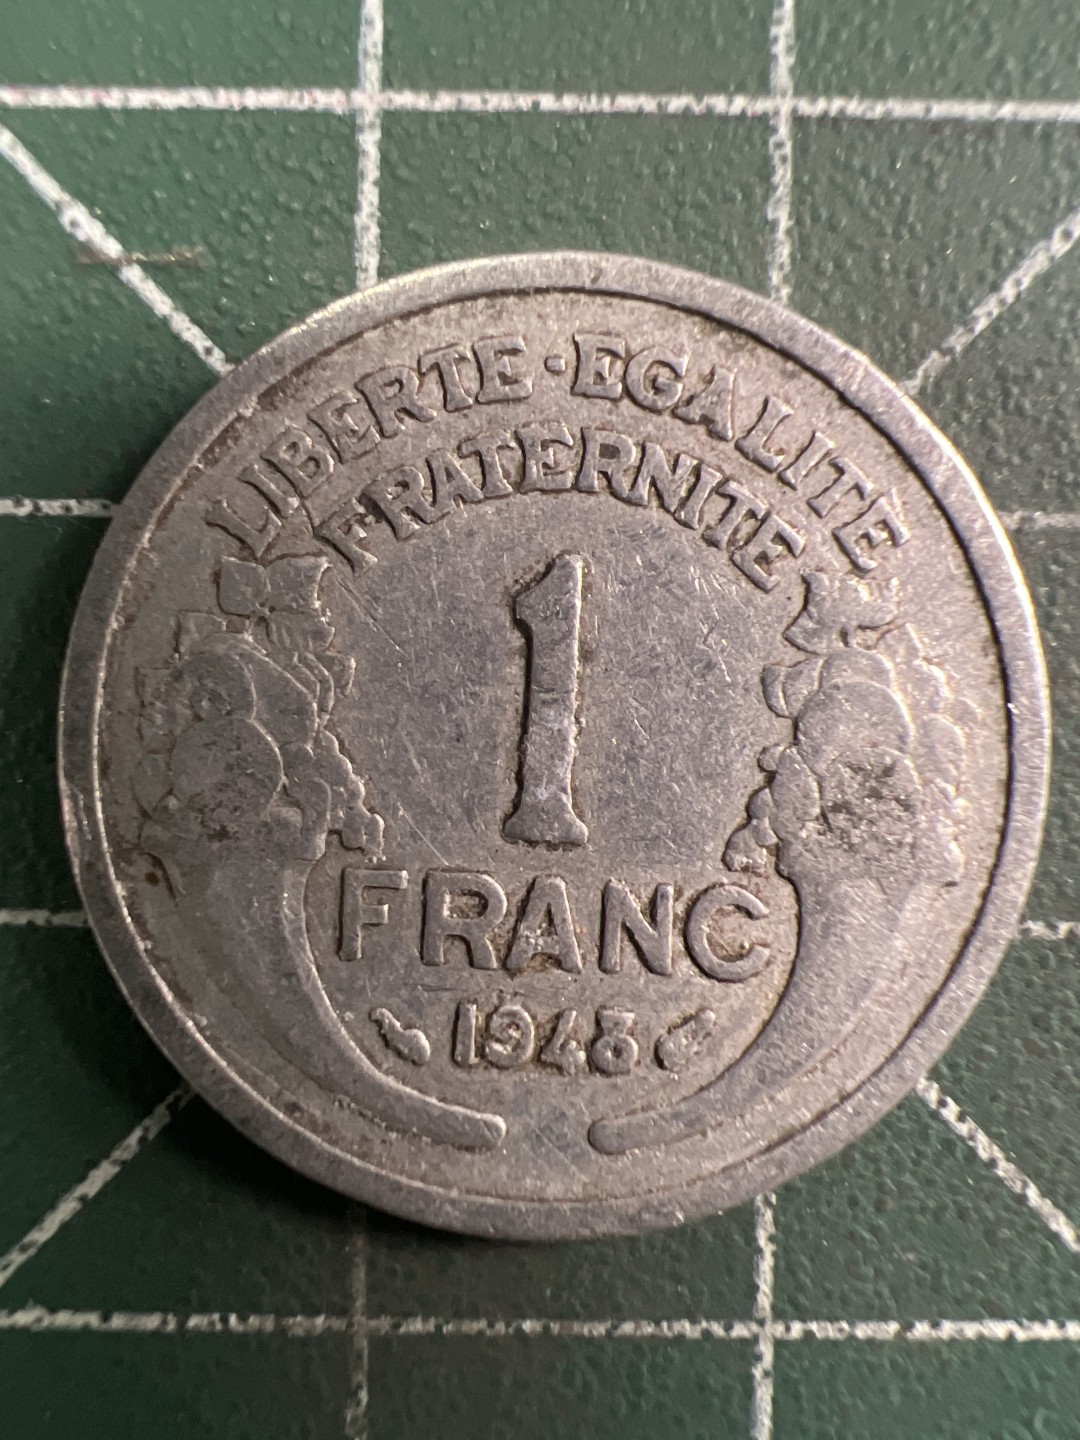 LIBERTE · EGALITE
FRATERNITE
1
FRANC
1948